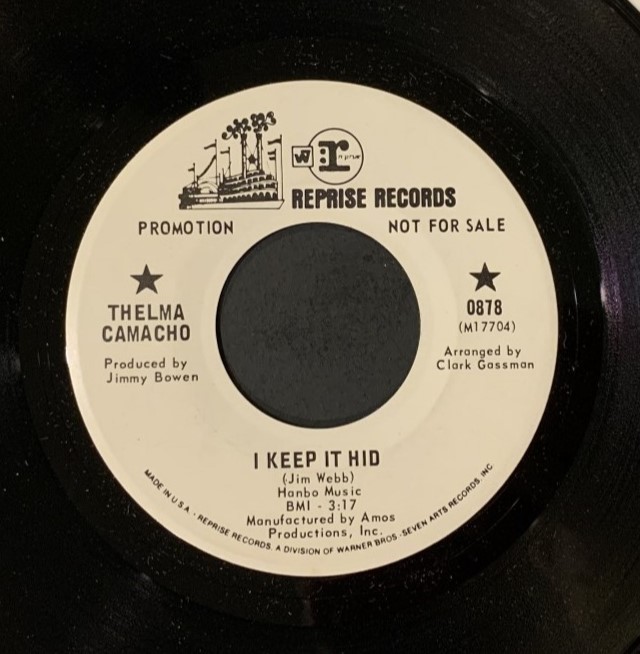 W
r
reprise
REPRISE RECORDS
PROMOTION
NOT FOR SALE
THELMA
CAMACHO
Produced by
Jimmy Bowen
0878
(M17704)
Arranged by
Clark Gassman
I KEEP IT HID
(Jim Webb)
Hanbo Music
BMI - 3:17
Manufactured by Amos
Productions, Inc.
MADE IN U.S.A. - REPRISE RECORDS, A DIVISION OF WARNER BROS.-SEVEN ARTS RECORDS, INC.